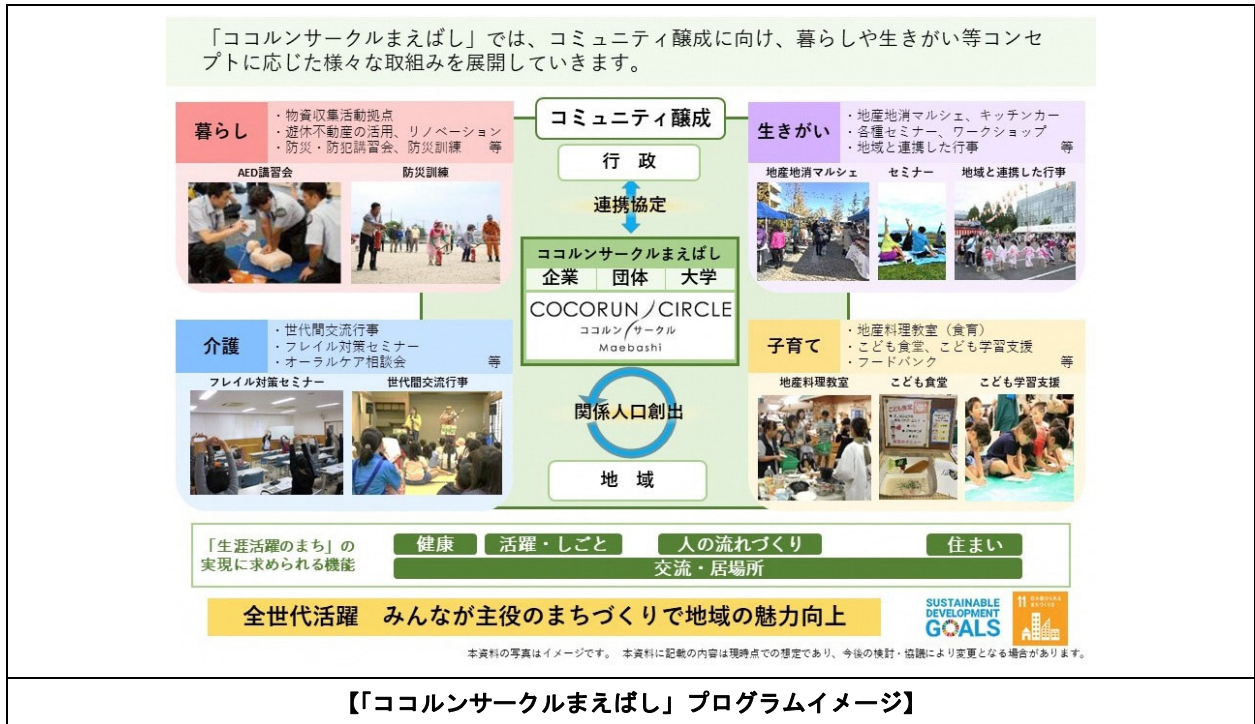 「ココルンサークルまえばし」では、コミュニティ醸成に向け、暮らしや生きがい等コンセ
プトに応じた様々な取組みを展開していきます。
暮らし
・物資収集活動拠点
・遊休不動産の活用、リノベーション
・防災・防犯講習会、防災訓練　等
AED講習会
防災訓練
コミュニティ醸成
行　政
連携協定
ココルンサークルまえばし
企業
団体
大学
COCORUN CIRCLE
ココルン サークル
Maebashi
関係人口創出
地　域
生きがい
・地産地消マルシェ、キッチンカー
・各種セミナー、ワークショップ
・地域と連携した行事　等
地産地消マルシェ
セミナー
地域と連携した行事
介護
・世代間交流行事
・フレイル対策セミナー
・オーラルケア相談会　等
フレイル対策セミナー
世代間交流行事
子育て
・地産料理教室（食育）
・こども食堂、こども学習支援
・フードバンク　等
地産料理教室
こども食堂
こども学習支援
「生涯活躍のまち」の
実現に求められる機能
健康
活躍・しごと
人の流れづくり
住まい
交流・居場所
全世代活躍　みんなが主役のまちづくりで地域の魅力向上
SUSTAINABLE
DEVELOPMENT
GOALS
11 住み続けられる
まちづくりを
本資料の写真はイメージです。　本資料に記載の内容は現時点での想定であり、今後の検討・協議により変更となる場合があります。
【「ココルンサークルまえばし」プログラムイメージ】